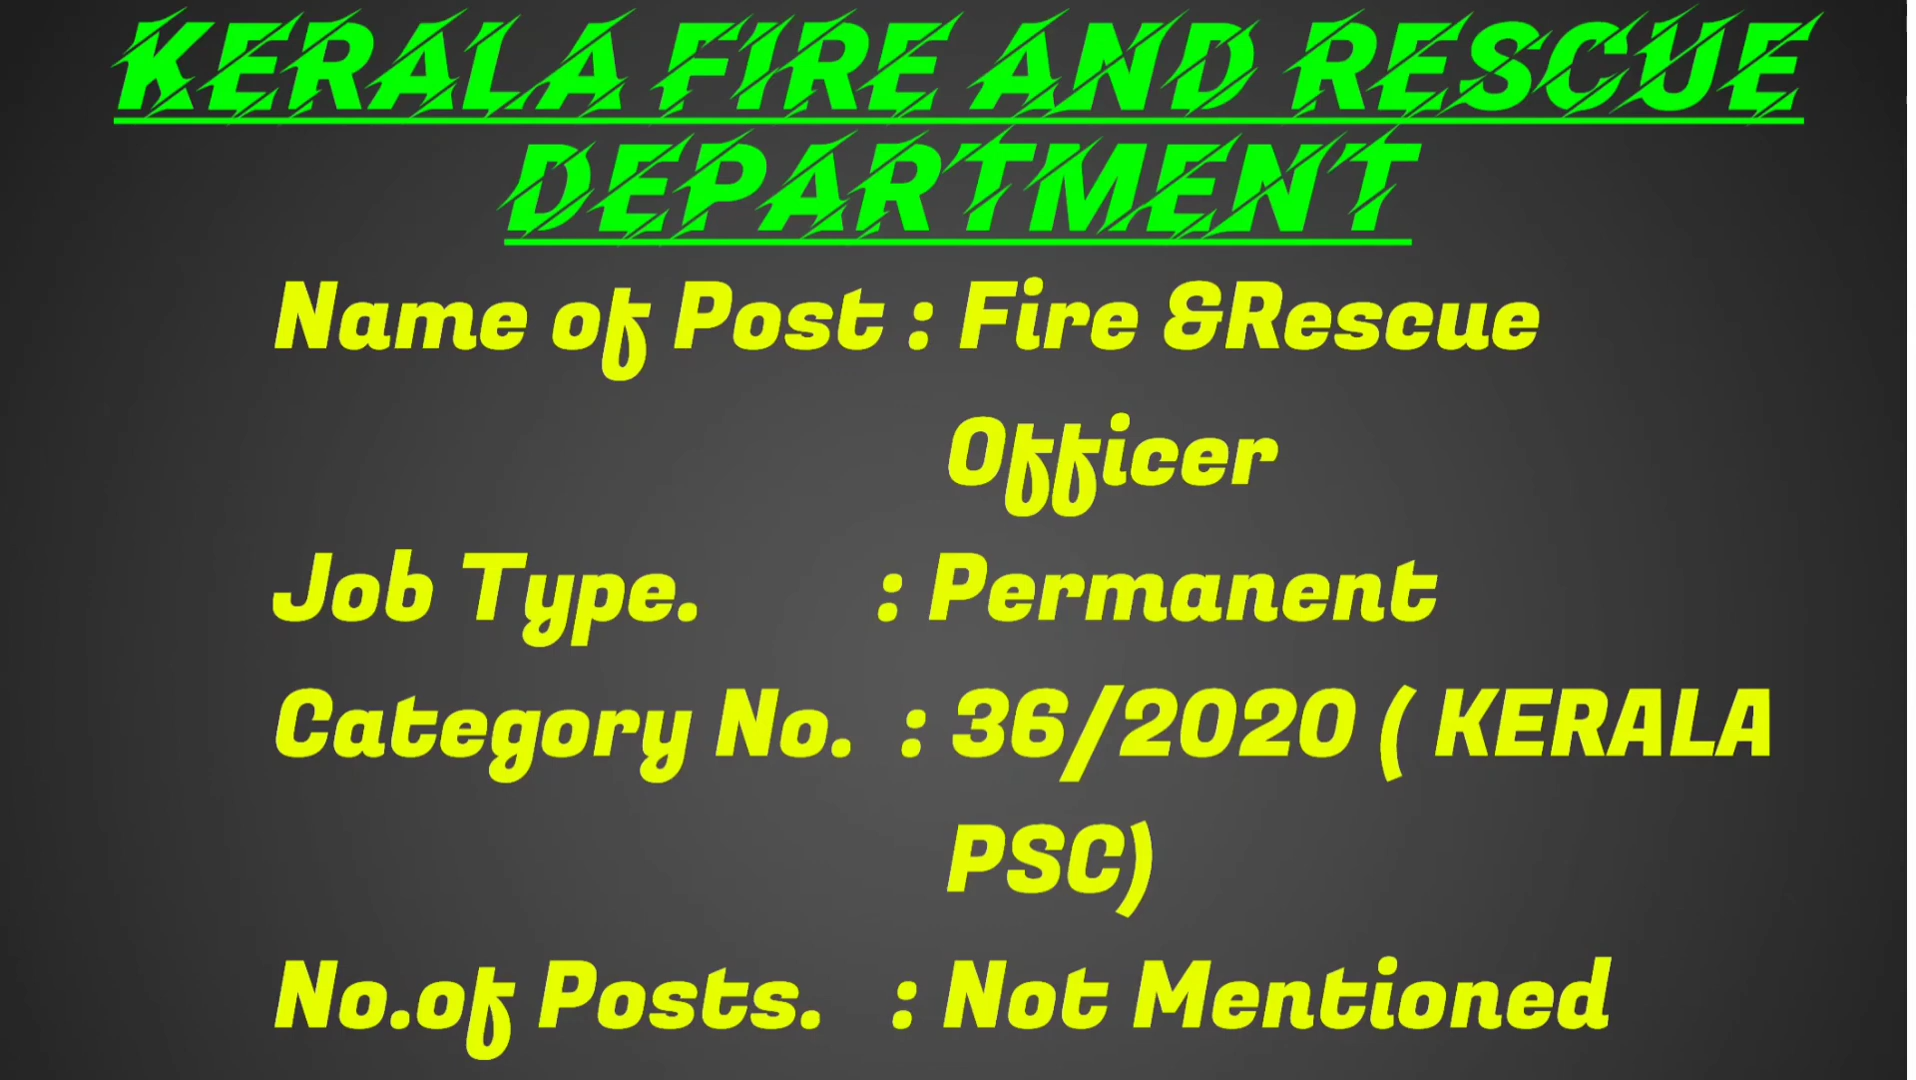 KERALA FIRE AND RESCUE
DEPARTMENT
Name of Post : Fire &Rescue
Officer
Job Type. : Permanent
Category No. : 36/2020 ( KERALA
PSC)
No.of Posts. : Not Mentioned